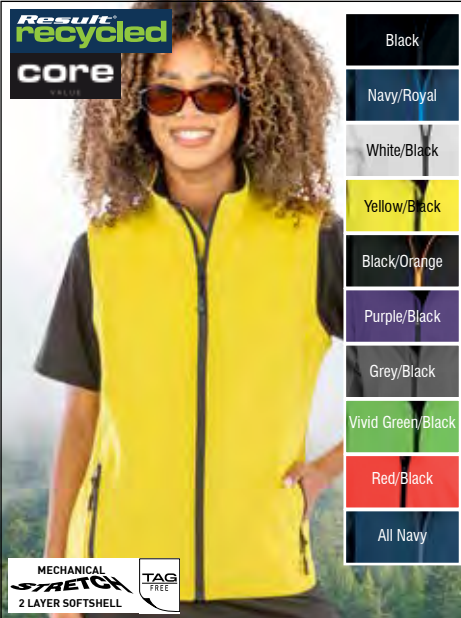 Result®
recycled
core
VALUE
Black
Navy/Royal
White/Black
Yellow/Black
Black/Orange
Purple/Black
Grey/Black
Vivid Green/Black
Red/Black
All Navy
MECHANICAL
STRETCH
2 LAYER SOFTSHELL
TAG
FREE